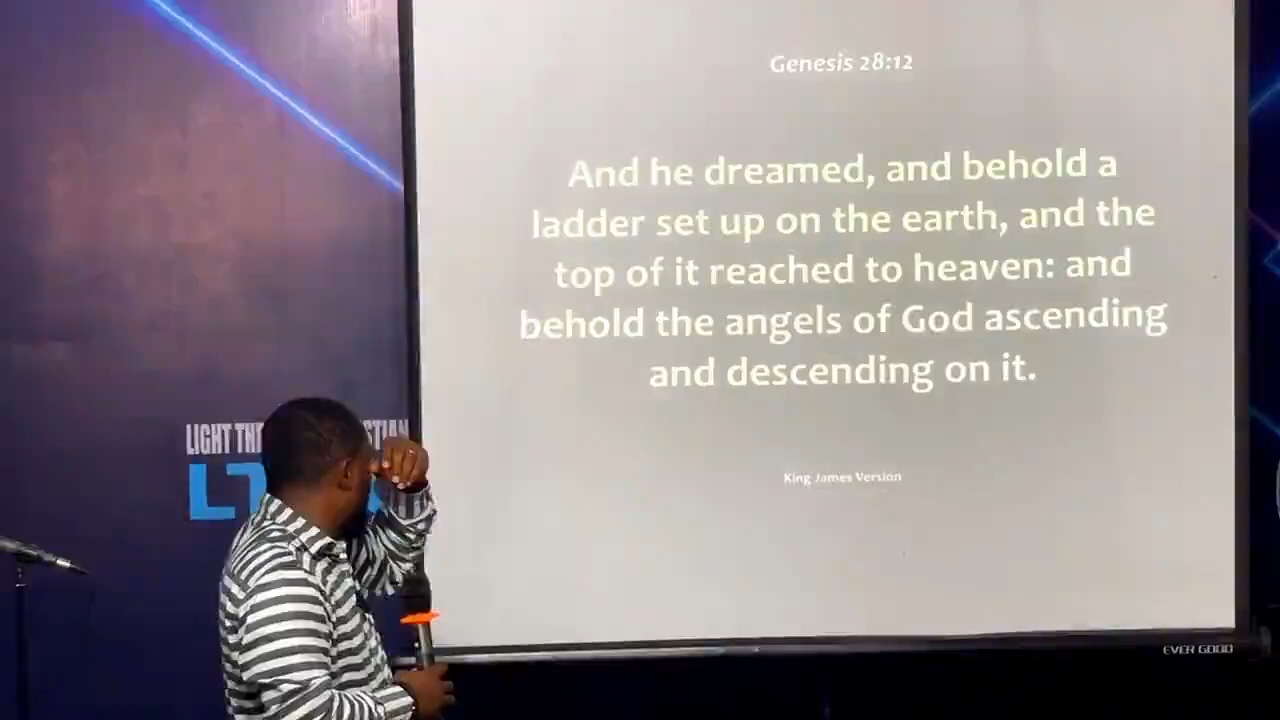 Genesis 28:12
And he dreamed, and behold a
ladder set up on the earth, and the
top of it reached to heaven: and
behold the angels of God ascending
and descending on it.
King James Version
LIGHT
EVER GOOD